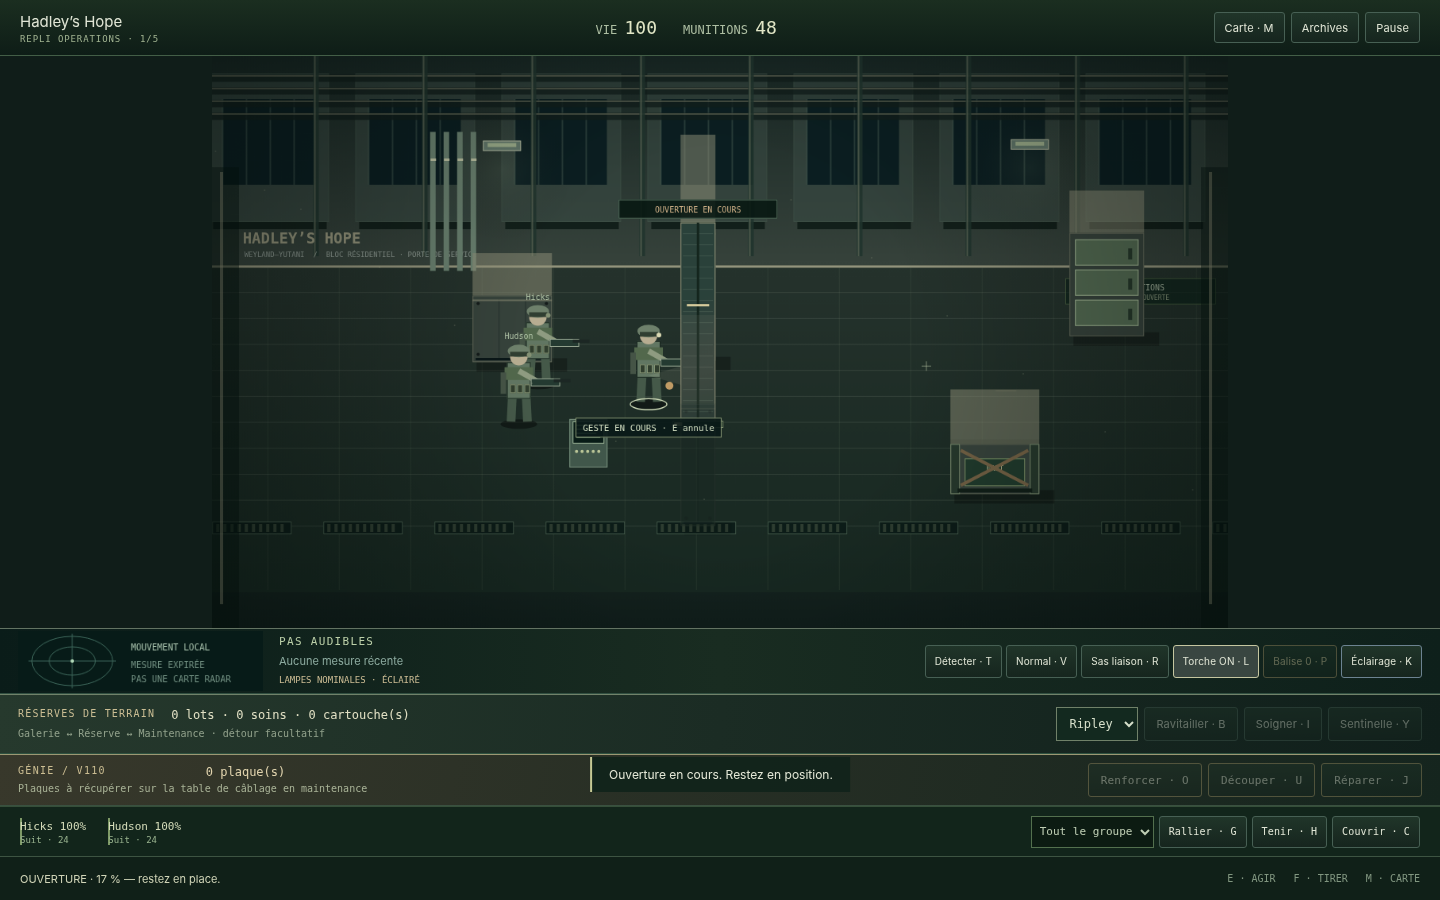 Hadley’s Hope
REPLI OPERATIONS · 1/5
VIE 100 MUNITIONS 48
Carte · M
Archives
Pause
OUVERTURE EN COURS
HADLEY’S HOPE
WEYLAND–YUTANI / BLOC RÉSIDENTIEL · PORTE DE SERVICE
Hicks
Hudson
GESTE EN COURS · E annule
MOUVEMENT LOCAL
MESURE EXPIRÉE
PAS UNE CARTE RADAR
PAS AUDIBLES
Aucune mesure récente
LAMPES NOMINALES · ÉCLAIRÉ
Détecter · T
Normal · V
Sas liaison · R
Torche ON · L
Balise 0 · P
Éclairage · K
RÉSERVES DE TERRAIN 0 lots · 0 soins · 0 cartouche(s)
Galerie ↔ Réserve ↔ Maintenance · détour facultatif
Ripley
Ravitailler · B
Soigner · I
Sentinelle · Y
GÉNIE / V110 0 plaque(s)
Plaques à récupérer sur la table de câblage en maintenance
Ouverture en cours. Restez en position.
Renforcer · O
Découper · U
Réparer · J
Hicks 100%
Suit · 24
Hudson 100%
Suit · 24
Tout le groupe
Rallier · G
Tenir · H
Couvrir · C
OUVERTURE · 17 % — restez en place.
E · AGIR F · TIRER M · CARTE